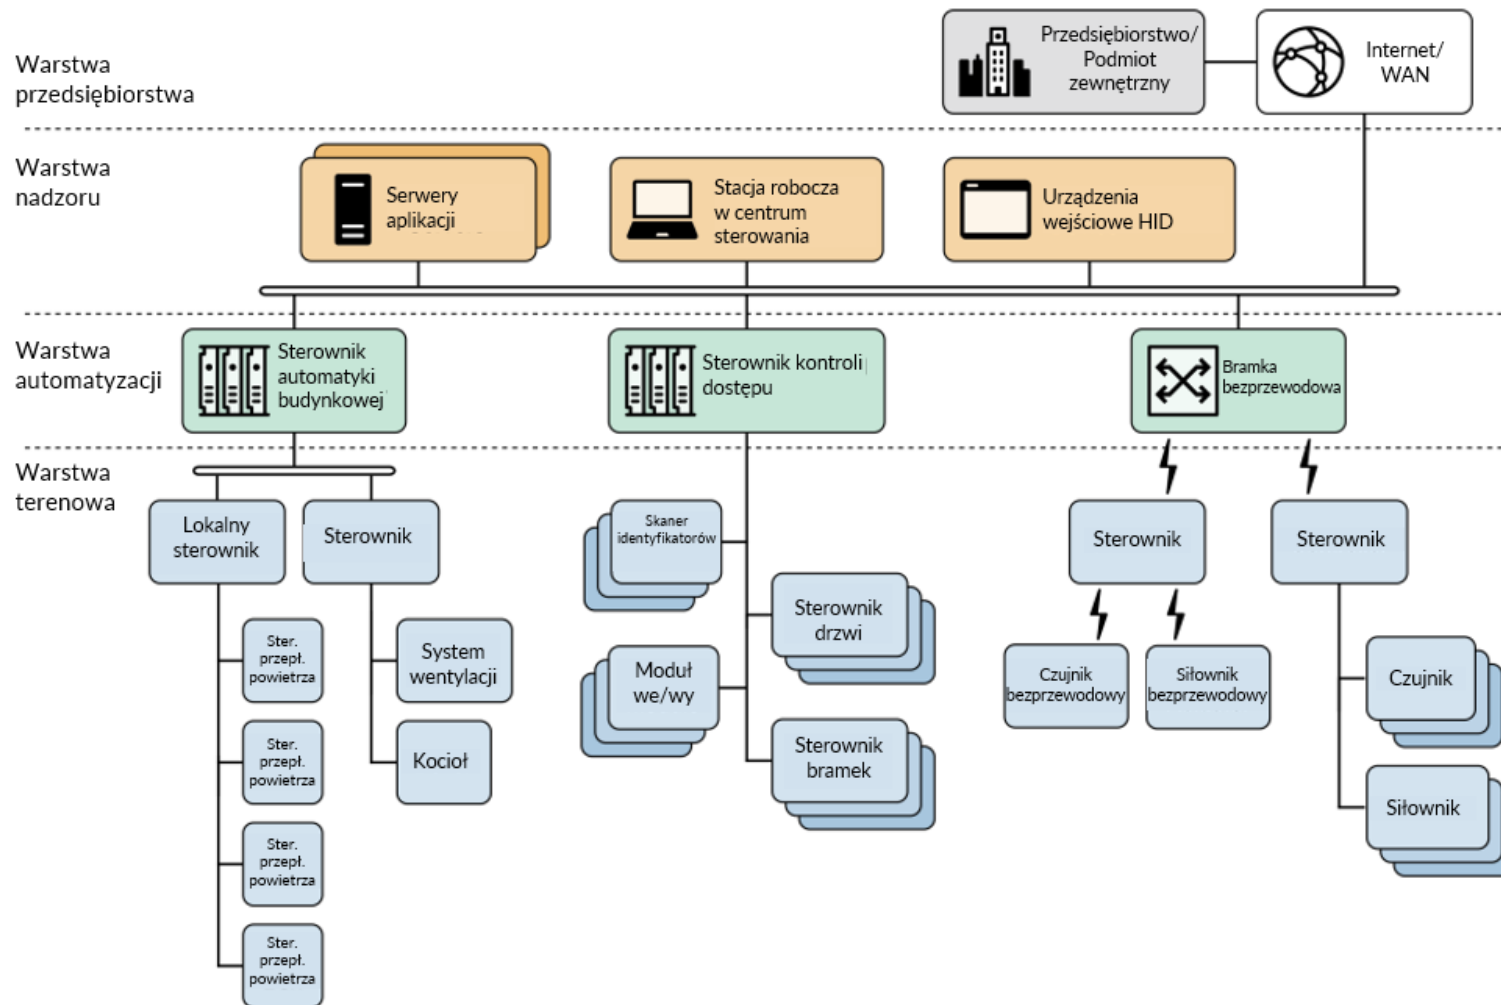 Warstwa
przedsiębiorstwa
Przedsiębiorstwo/
Podmiot
zewnętrzny
Internet/
WAN
Warstwa
nadzoru
Serwery
aplikacji
Stacja robocza
w centrum
sterowania
Urządzenia
wejściowe HID
Warstwa
automatyzacji
Sterownik
automatyki
budynkowej
Sterownik kontroli
dostępu
Bramka
bezprzewodowa
Warstwa
terenowa
Lokalny
sterownik
Sterownik
Skaner
identyfikatorów
Sterownik
drzwi
Moduł
we/wy
Sterownik
bramek
Sterownik
Sterownik
Ster.
przepł.
powietrza
System
wentylacji
Ster.
przepł.
powietrza
Kocioł
Ster.
przepł.
powietrza
Ster.
przepł.
powietrza
Czujnik
bezprzewodowy
Siłownik
bezprzewodowy
Czujnik
Siłownik